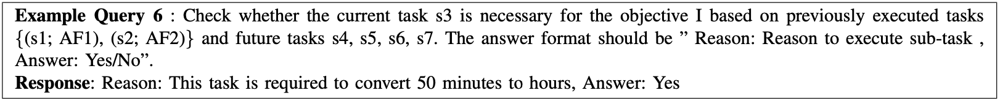 Example Query 6 : Check whether the current task s3 is necessary for the objective I based on previously executed tasks
{(s1; AF1), (s2; AF2)} and future tasks s4, s5, s6, s7. The answer format should be ” Reason: Reason to execute sub-task ,
Answer: Yes/No”.
Response: Reason: This task is required to convert 50 minutes to hours, Answer: Yes